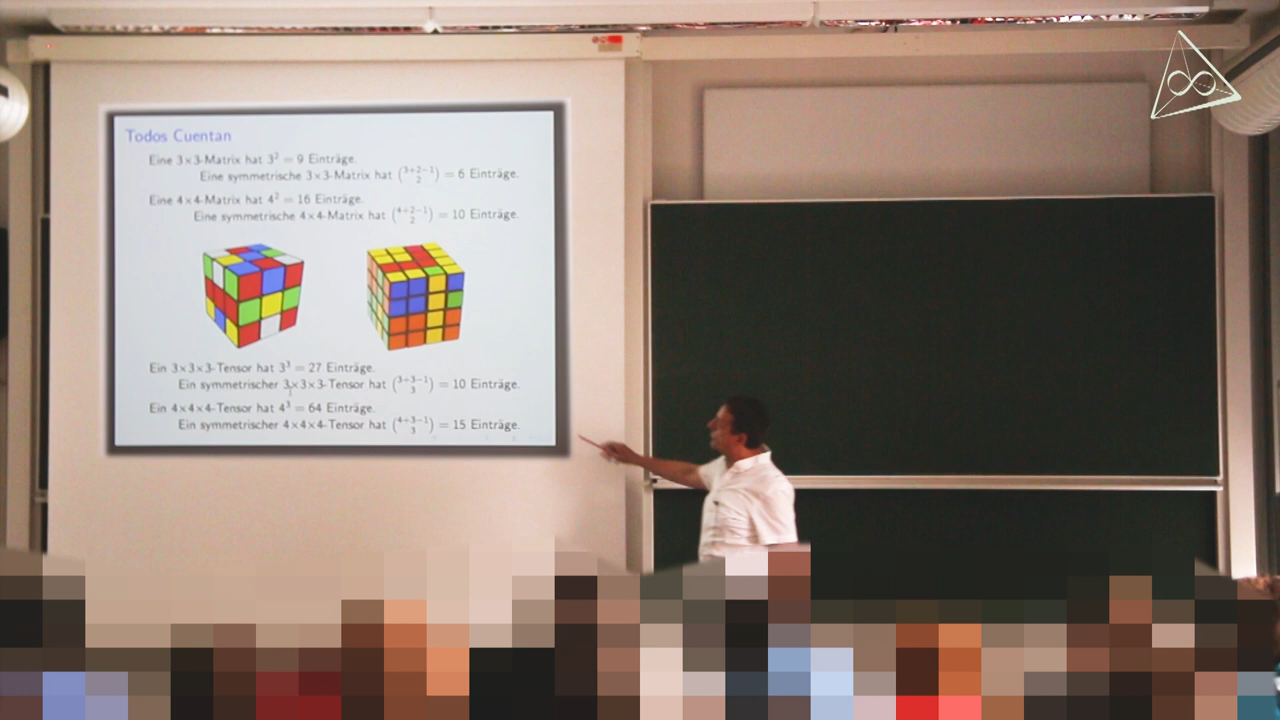 Todos Cuentan
Eine 3×3-Matrix hat 3² = 9 Einträge.
Eine symmetrische 3×3-Matrix hat (3+2−1 2) = 6 Einträge.
Eine 4×4-Matrix hat 4² = 16 Einträge.
Eine symmetrische 4×4-Matrix hat (4+2−1 2) = 10 Einträge.
Ein 3×3×3-Tensor hat 3³ = 27 Einträge.
Ein symmetrischer 3×3×3-Tensor hat (3+3−1 3) = 10 Einträge.
Ein 4×4×4-Tensor hat 4³ = 64 Einträge.
Ein symmetrischer 4×4×4-Tensor hat (4+3−1 3) = 15 Einträge.